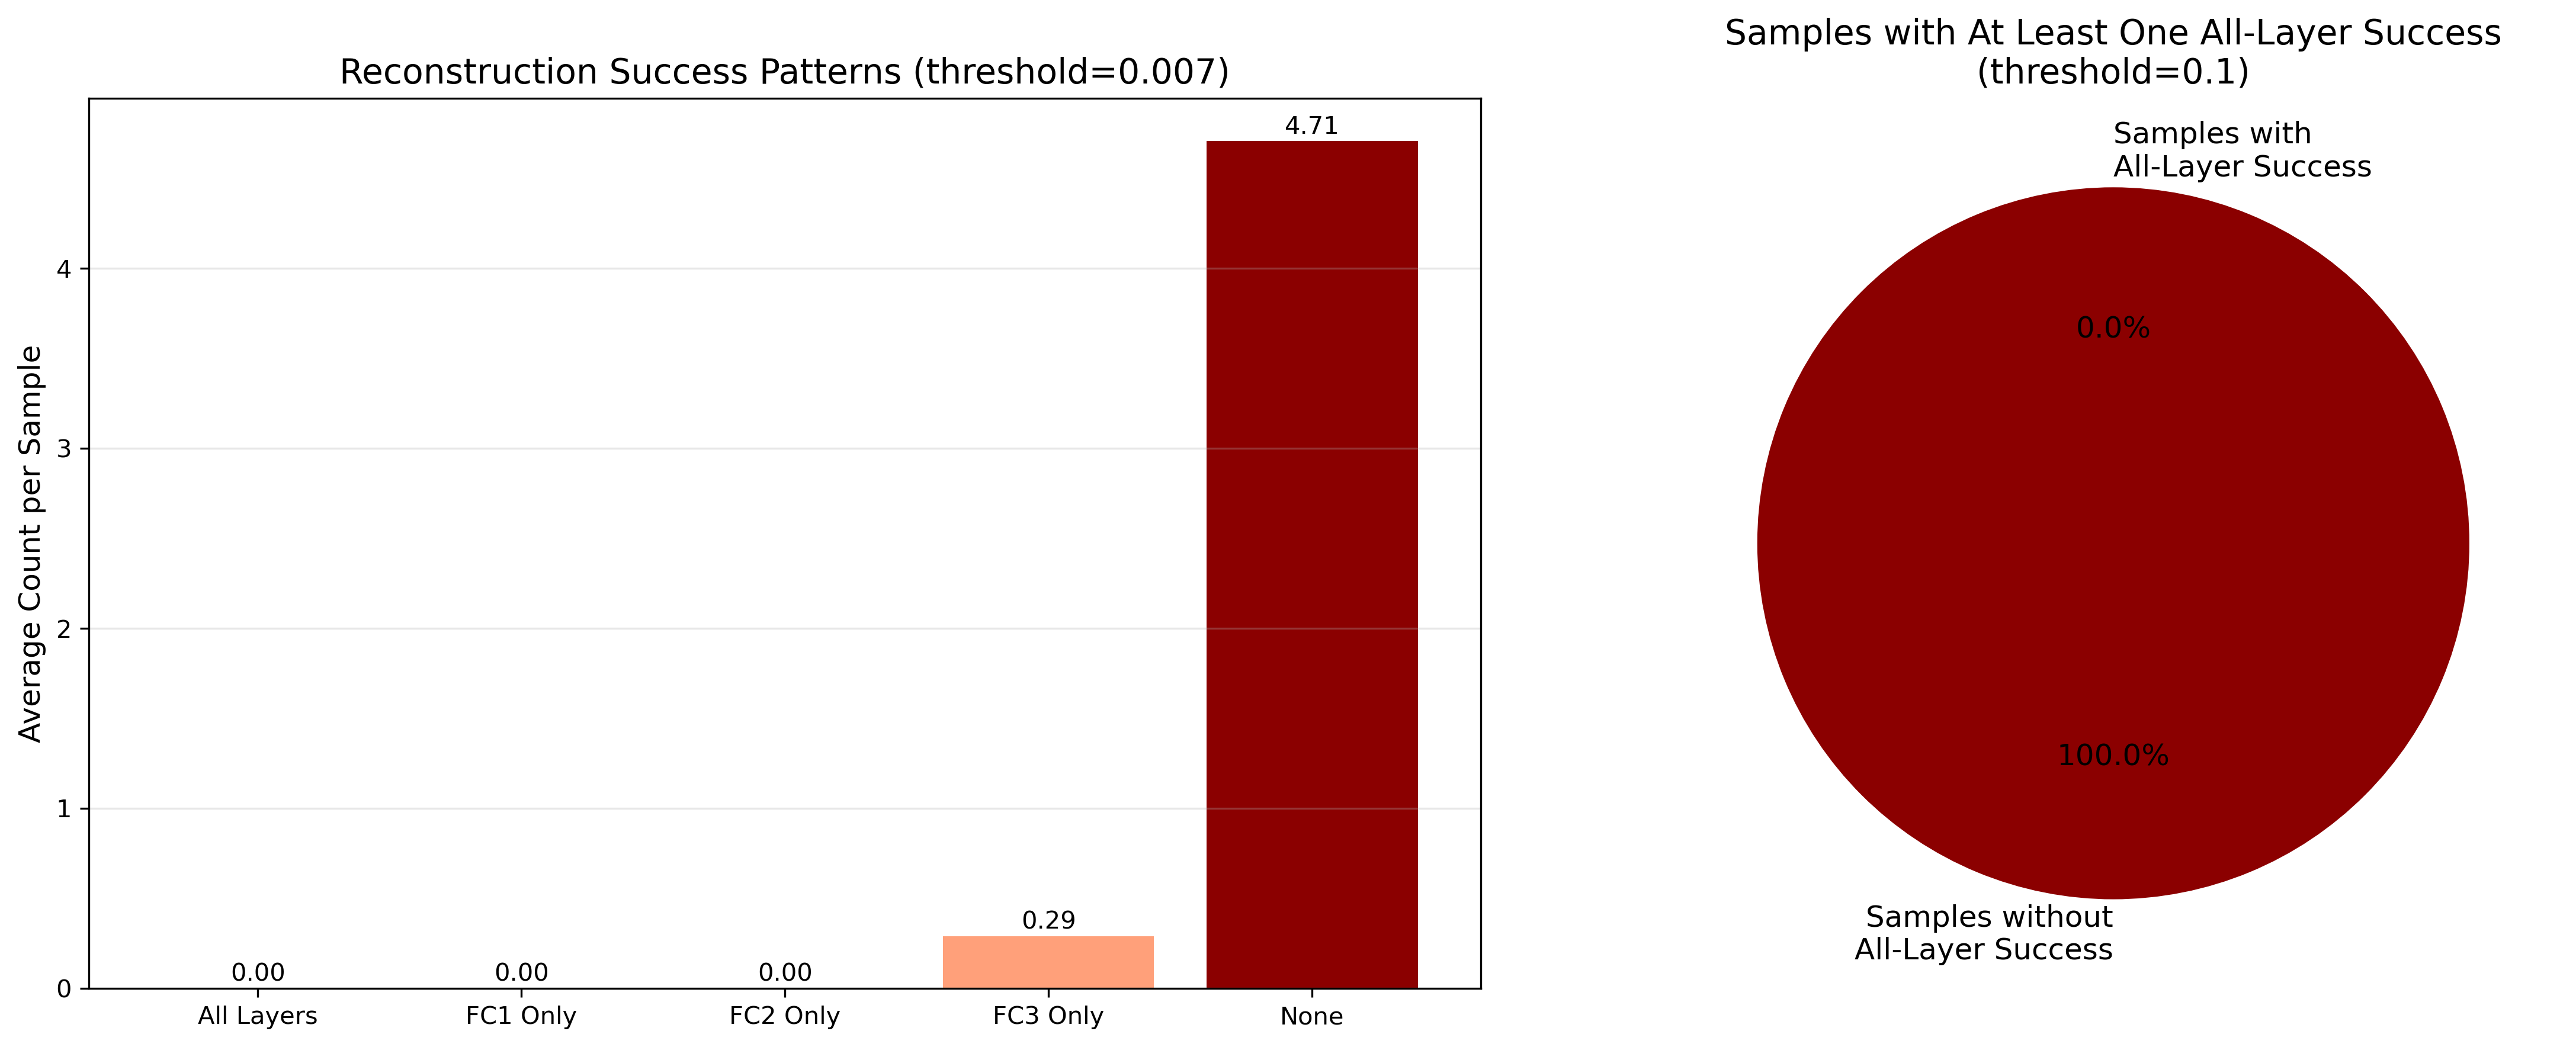 Reconstruction Success Patterns (threshold=0.007)
Average Count per Sample
4
3
2
1
0
0.00
0.00
0.00
0.29
4.71
All Layers
FC1 Only
FC2 Only
FC3 Only
None
Samples with At Least One All-Layer Success
(threshold=0.1)
Samples with
All-Layer Success
0.0%
100.0%
Samples without
All-Layer Success